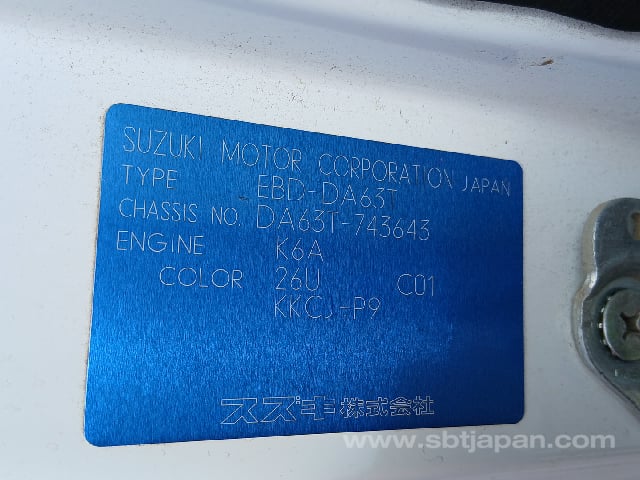 SUZUKI MOTOR CORPORATION JAPAN
TYPE EBD-DA63T
CHASSIS NO. DA63T-743643
ENGINE K6A
COLOR 26U C01
KKCJ-P9
スズキ株式会社
www.sbtjapan.com